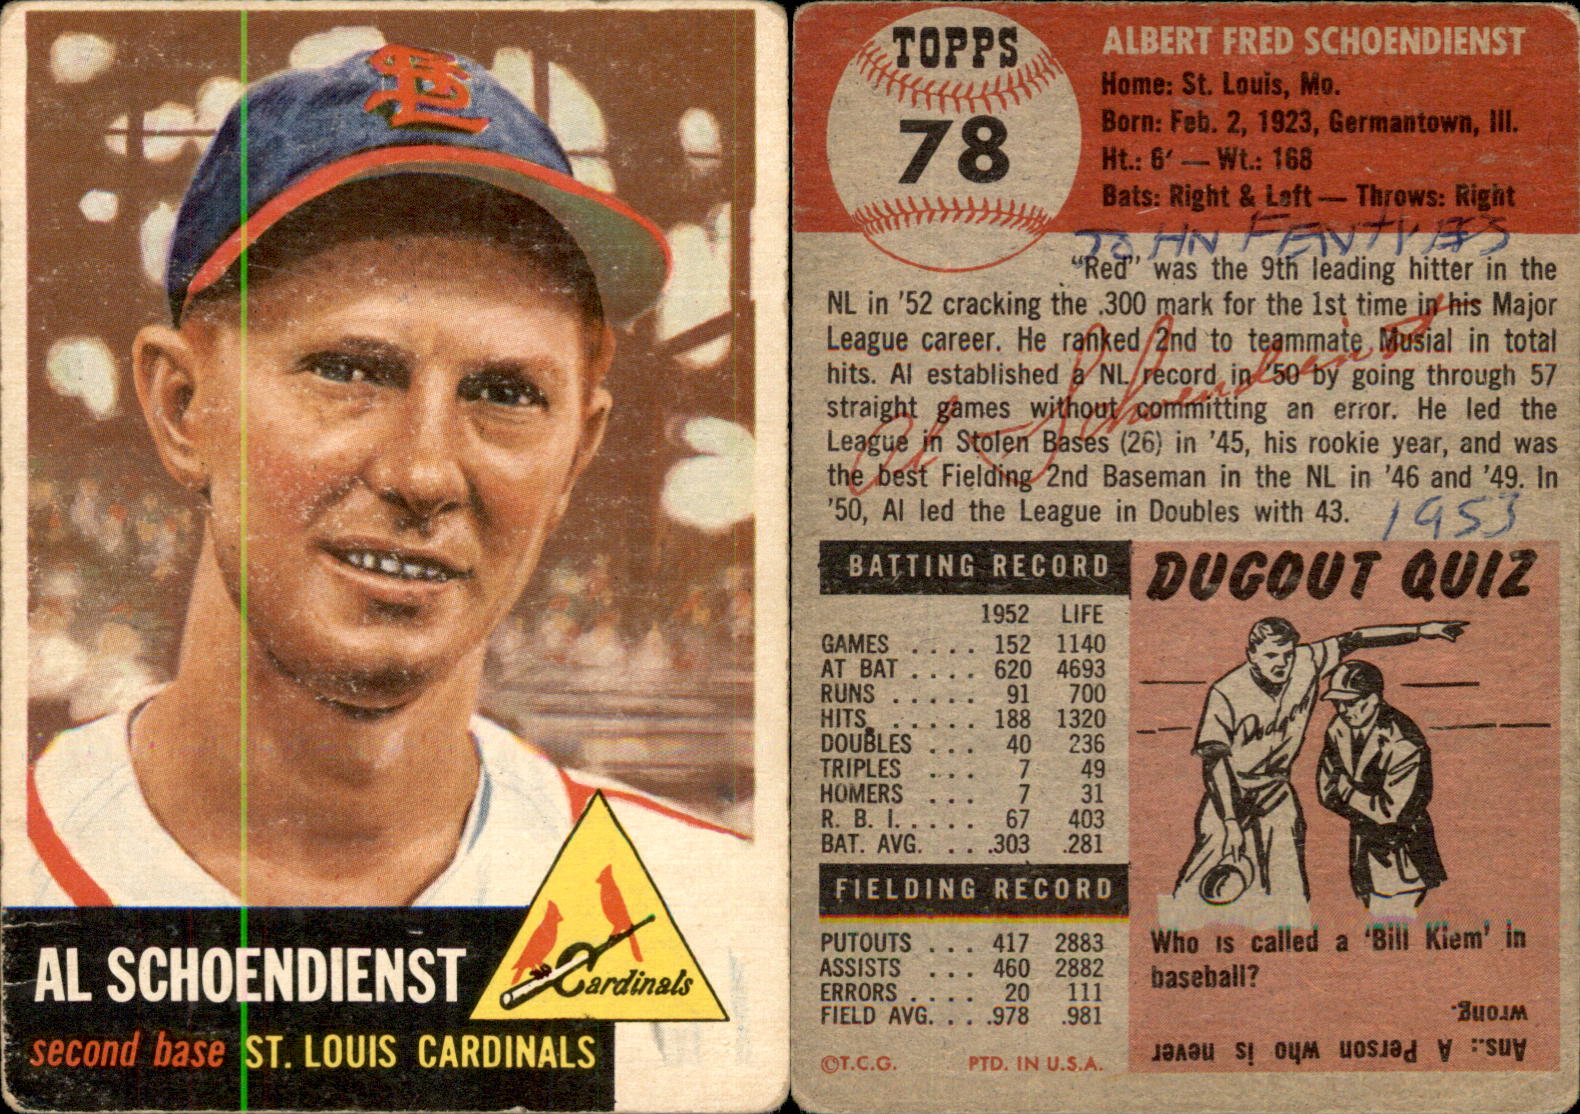 STL
AL SCHOENDIENST
second base ST. LOUIS CARDINALS
Cardinals
TOPPS
78
ALBERT FRED SCHOENDIENST
Home: St. Louis, Mo.
Born: Feb. 2, 1923, Germantown, Ill.
Ht.: 6' — Wt.: 168
Bats: Right & Left — Throws: Right
JOHN
"Red" was the 9th leading hitter in the
NL in '52 cracking the .300 mark for the 1st time in his Major
League career. He ranked 2nd to teammate Musial in total
hits. Al established a NL record in '50 by going through 57
straight games without committing an error. He led the
League in Stolen Bases (26) in '45, his rookie year, and was
the best Fielding 2nd Baseman in the NL in '46 and '49. In
'50, Al led the League in Doubles with 43.
Al Schoendienst
1953
BATTING RECORD
1952 LIFE
GAMES . . . . 152 1140
AT BAT . . . . 620 4693
RUNS . . . . . 91 700
HITS . . . . . 188 1320
DOUBLES . . . 40 236
TRIPLES . . . 7 49
HOMERS . . . 7 31
R. B. I. . . . . 67 403
BAT. AVG. . . .303 .281
FIELDING RECORD
PUTOUTS . . . 417 2883
ASSISTS . . . 460 2882
ERRORS . . . . 20 111
FIELD AVG. . . .978 .981
©T.C.G. PTD. IN U.S.A.
DUGOUT QUIZ
Dodgers
Who is called a 'Bill Klem' in
baseball?
Ans.: A Person who is never
wrong.